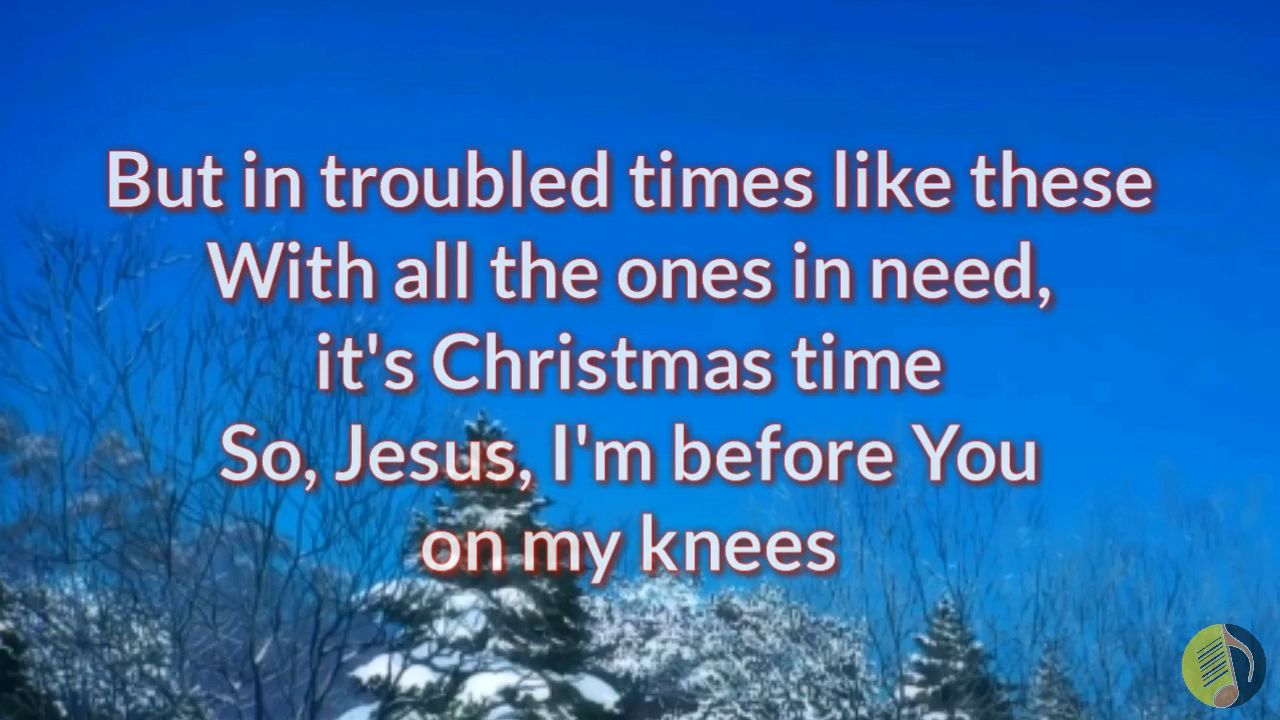 But in troubled times like these
With all the ones in need,
it's Christmas time
So, Jesus, I'm before You
on my knees